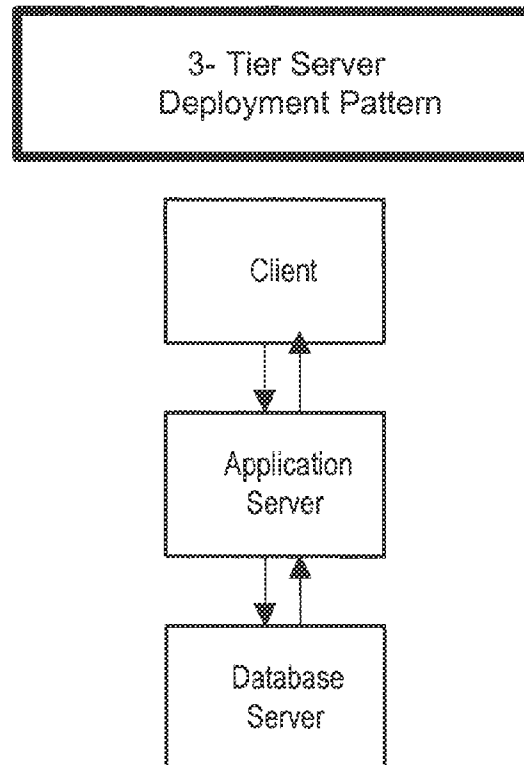 3- Tier Server
Deployment Pattern
Client
Application
Server
Database
Server